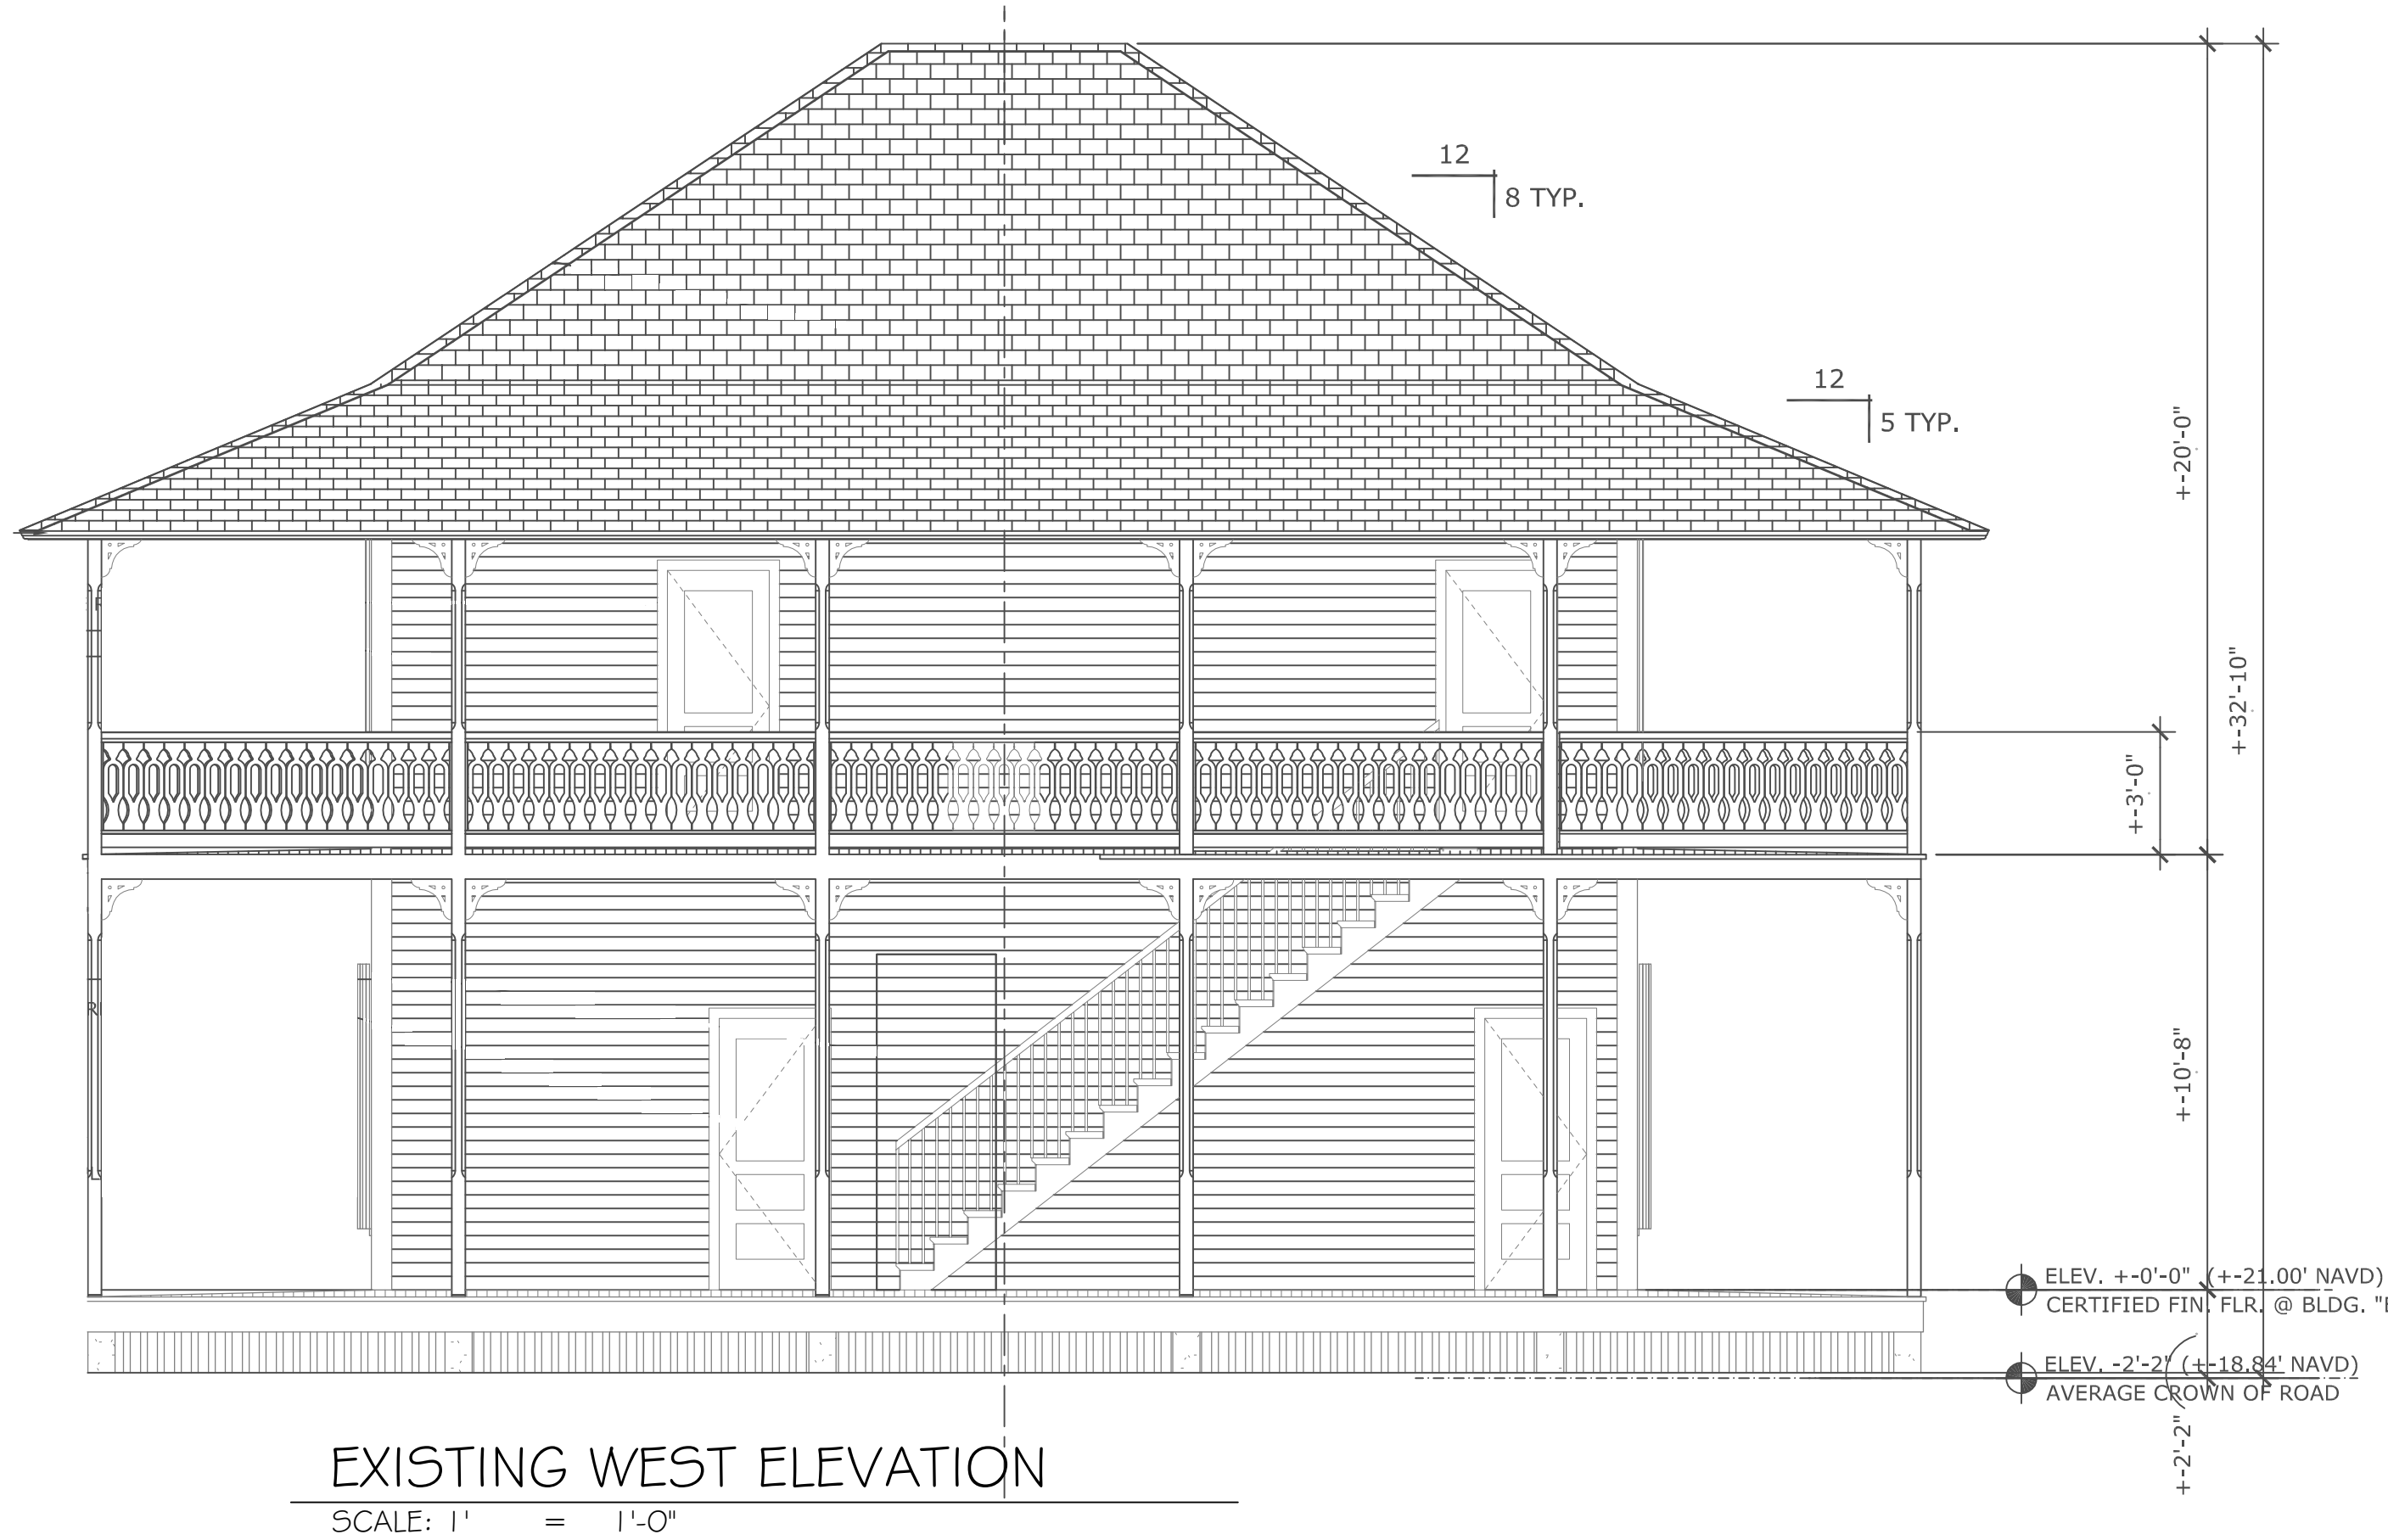 12
8 TYP.
12
5 TYP.
+-20'-0"
+-32'-10"
+-3'-0"
+-10'-8"
ELEV. +-0'-0" (+-21.00' NAVD)
CERTIFIED FIN. FLR. @ BLDG.
ELEV. -2'-2" (+-18.84' NAVD)
AVERAGE CROWN OF ROAD
+-2'-2"
EXISTING WEST ELEVATION
SCALE: 1' = 1'-0"